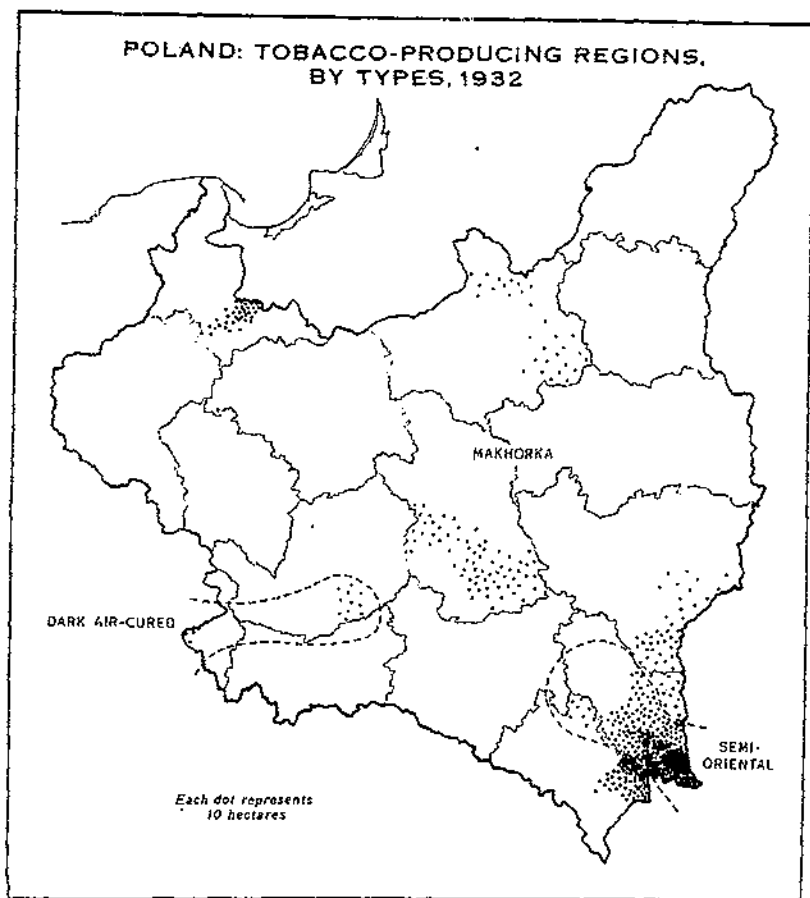 POLAND: TOBACCO-PRODUCING REGIONS,
BY TYPES, 1932
MAKHORKA
DARK AIR-CURED
SEMI-
ORIENTAL
Each dot represents
10 hectares